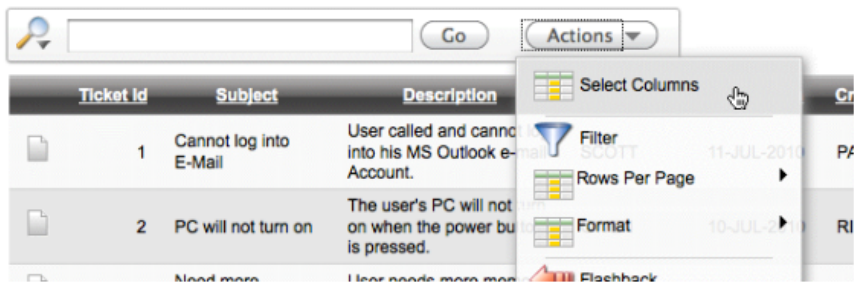 Go
Actions
Select Columns
Filter
Rows Per Page
Format
Flashback
Ticket Id Subject Description Cr
1 Cannot log into
E-Mail
User called and cannot
into his MS Outlook e-mail
Account.
SCOTT 11-JUL-2010 PA
2 PC will not turn on
The user's PC will not
on when the power bu
is pressed.
10-JUL-2010 RI
Need more
User needs more mem